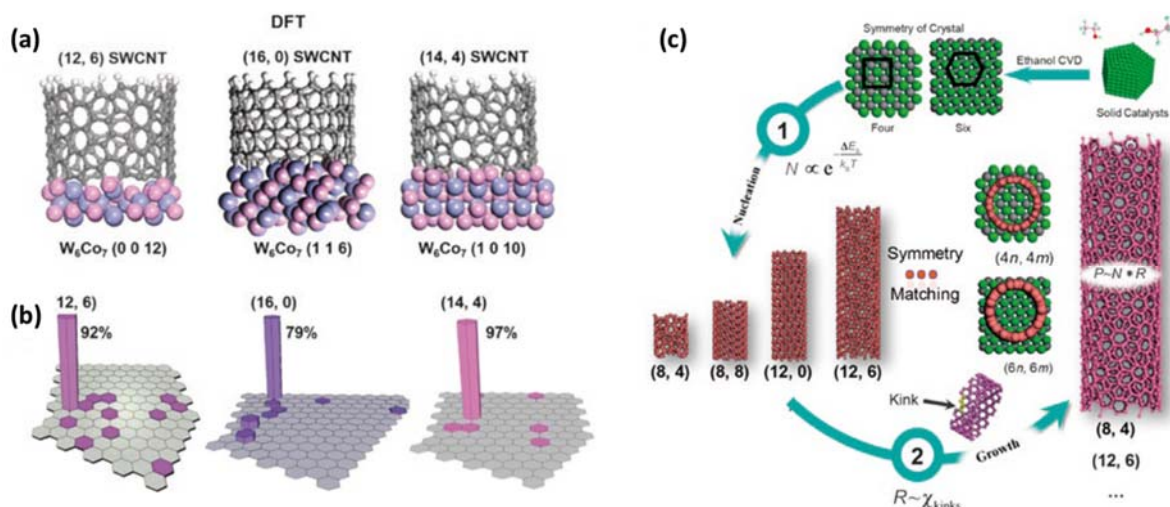 (a)
DFT
(12, 6) SWCNT
(16, 0) SWCNT
(14, 4) SWCNT
W₆Co₇ (0 0 12)
W₆Co₇ (1 1 6)
W₆Co₇ (1 0 10)
(b)
12, 6)
92%
(16, 0)
79%
(14, 4)
97%
(c)
Symmetry of Crystal
Four
Six
Ethanol CVD
Solid Catalysts
1
Nucleation
Symmetry
Matching
(4n, 4m)
(6n, 6m)
P~N * R
(8, 4)
(8, 8)
(12, 0)
(12, 6)
Kink
2
Growth
R~χkinks
(8, 4)
(12, 6)
...